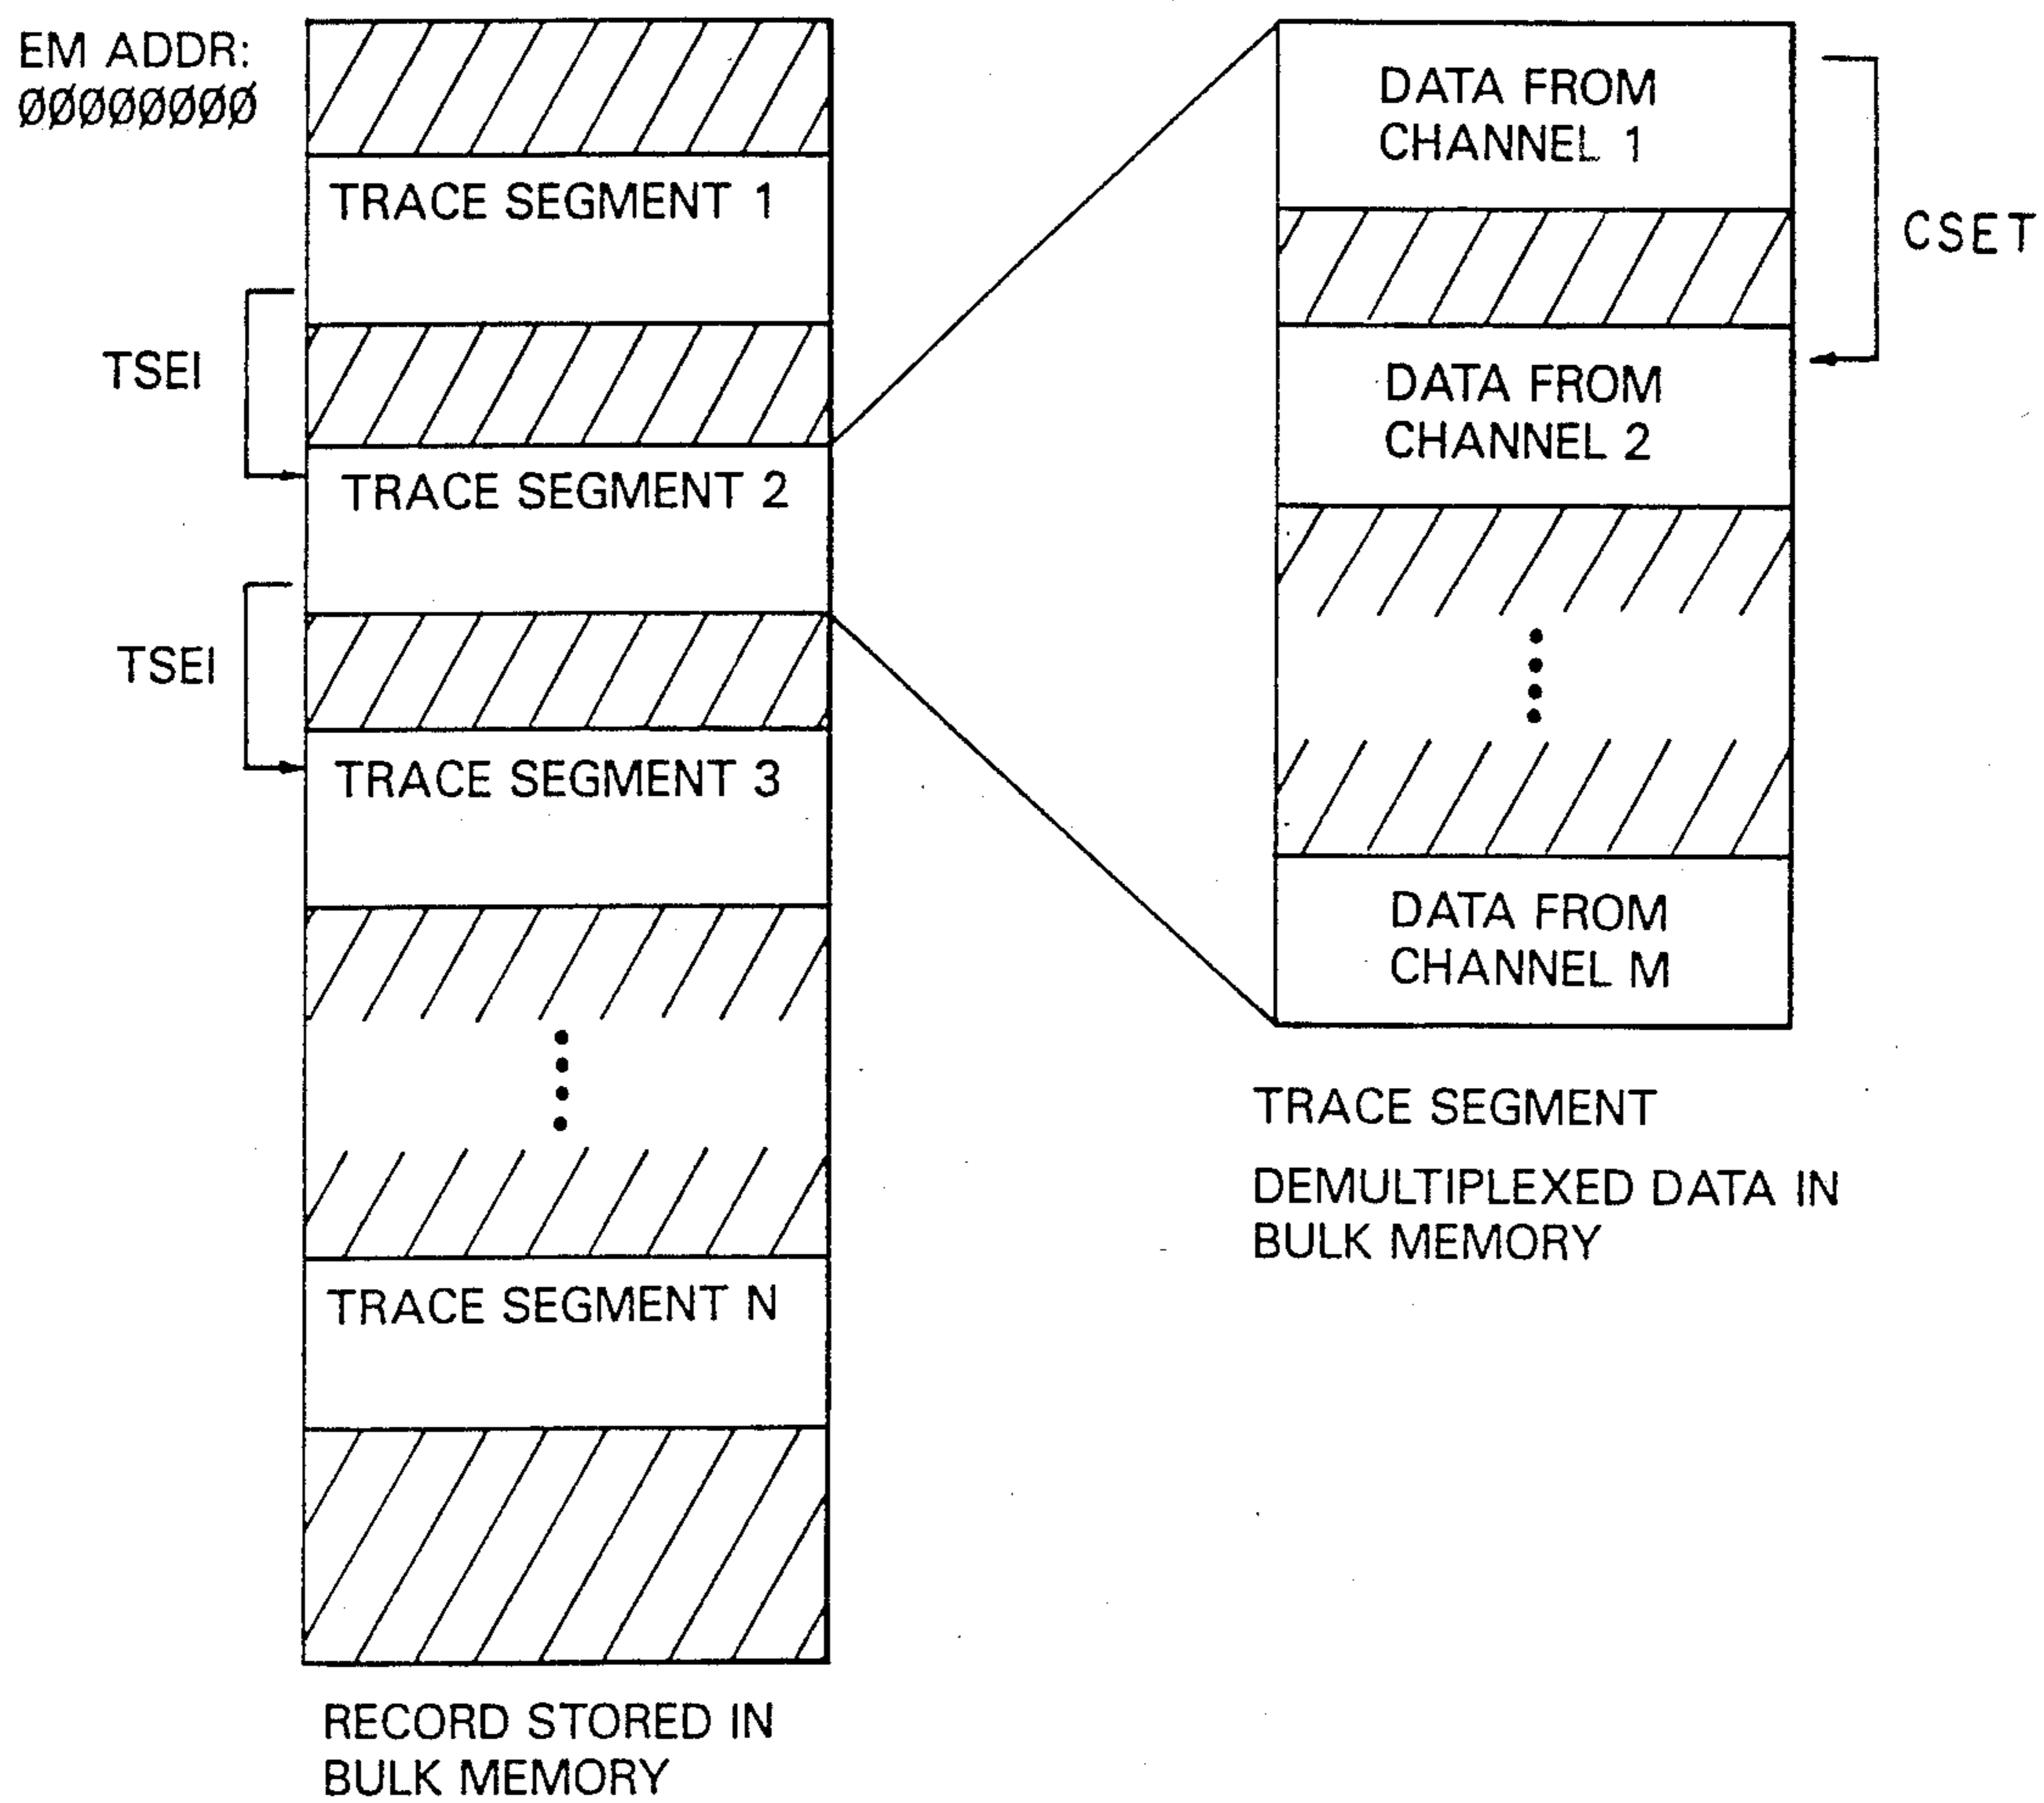 EM ADDR:
ØØØØØØØØ
TRACE SEGMENT 1
TSEI
TRACE SEGMENT 2
TSEI
TRACE SEGMENT 3
TRACE SEGMENT N
RECORD STORED IN
BULK MEMORY
DATA FROM
CHANNEL 1
CSET
DATA FROM
CHANNEL 2
DATA FROM
CHANNEL M
TRACE SEGMENT
DEMULTIPLEXED DATA IN
BULK MEMORY